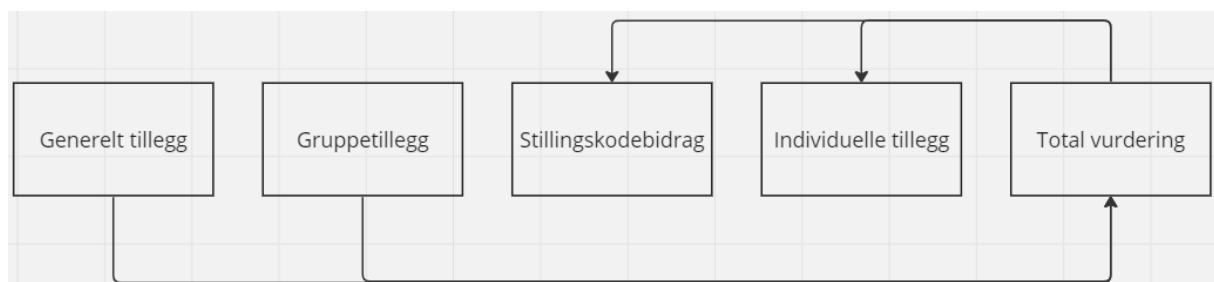 Generelt tillegg
Gruppetillegg
Stillingskodebidrag
Individuelle tillegg
Total vurdering